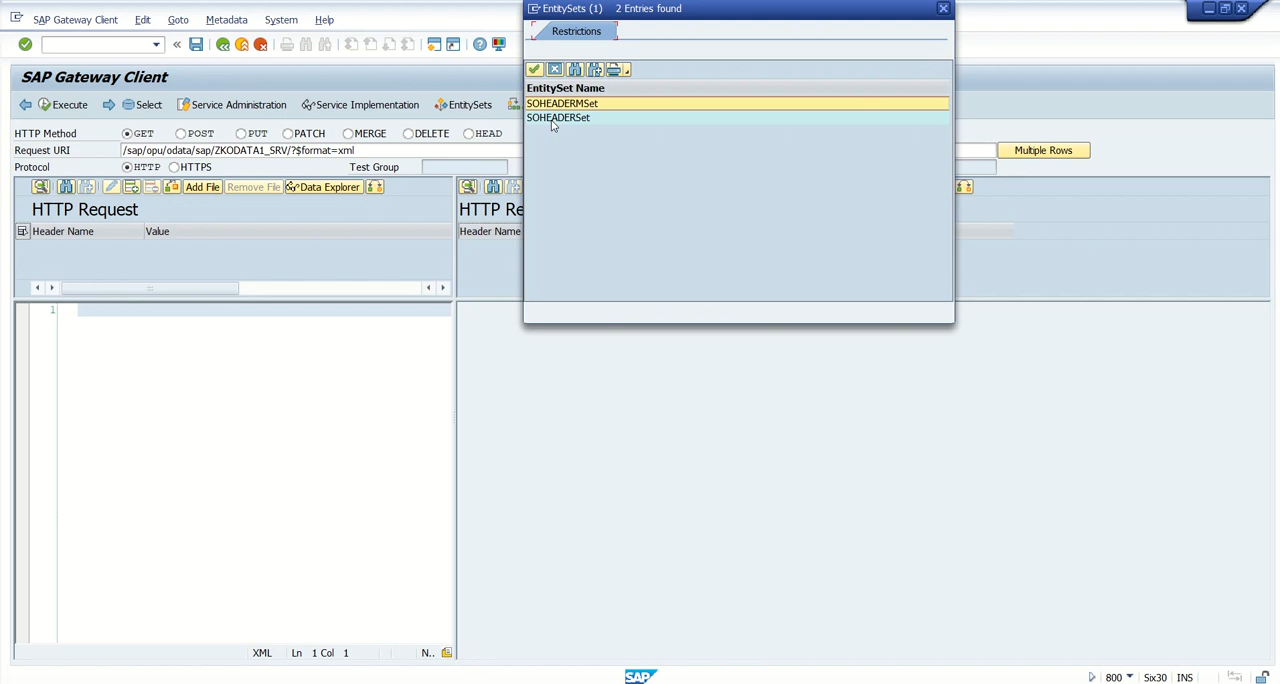 SAP Gateway Client Edit Goto Metadata System Help
EntitySets (1) 2 Entries found
Restrictions
SAP Gateway Client
EntitySet Name
SOHEADERMSet
SOHEADERSet
Execute Select Service Administration Service Implementation EntitySets
HTTP Method GET POST PUT PATCH MERGE DELETE HEAD
Request URI /sap/opu/odata/sap/ZKODATA1_SRV/?$format=xml Multiple Rows
Protocol HTTP HTTPS Test Group
Add File Remove File Data Explorer
HTTP Request HTTP Re
Header Name Value Header Name
1
XML Ln 1 Col 1 N..
SAP 800 Six30 INS